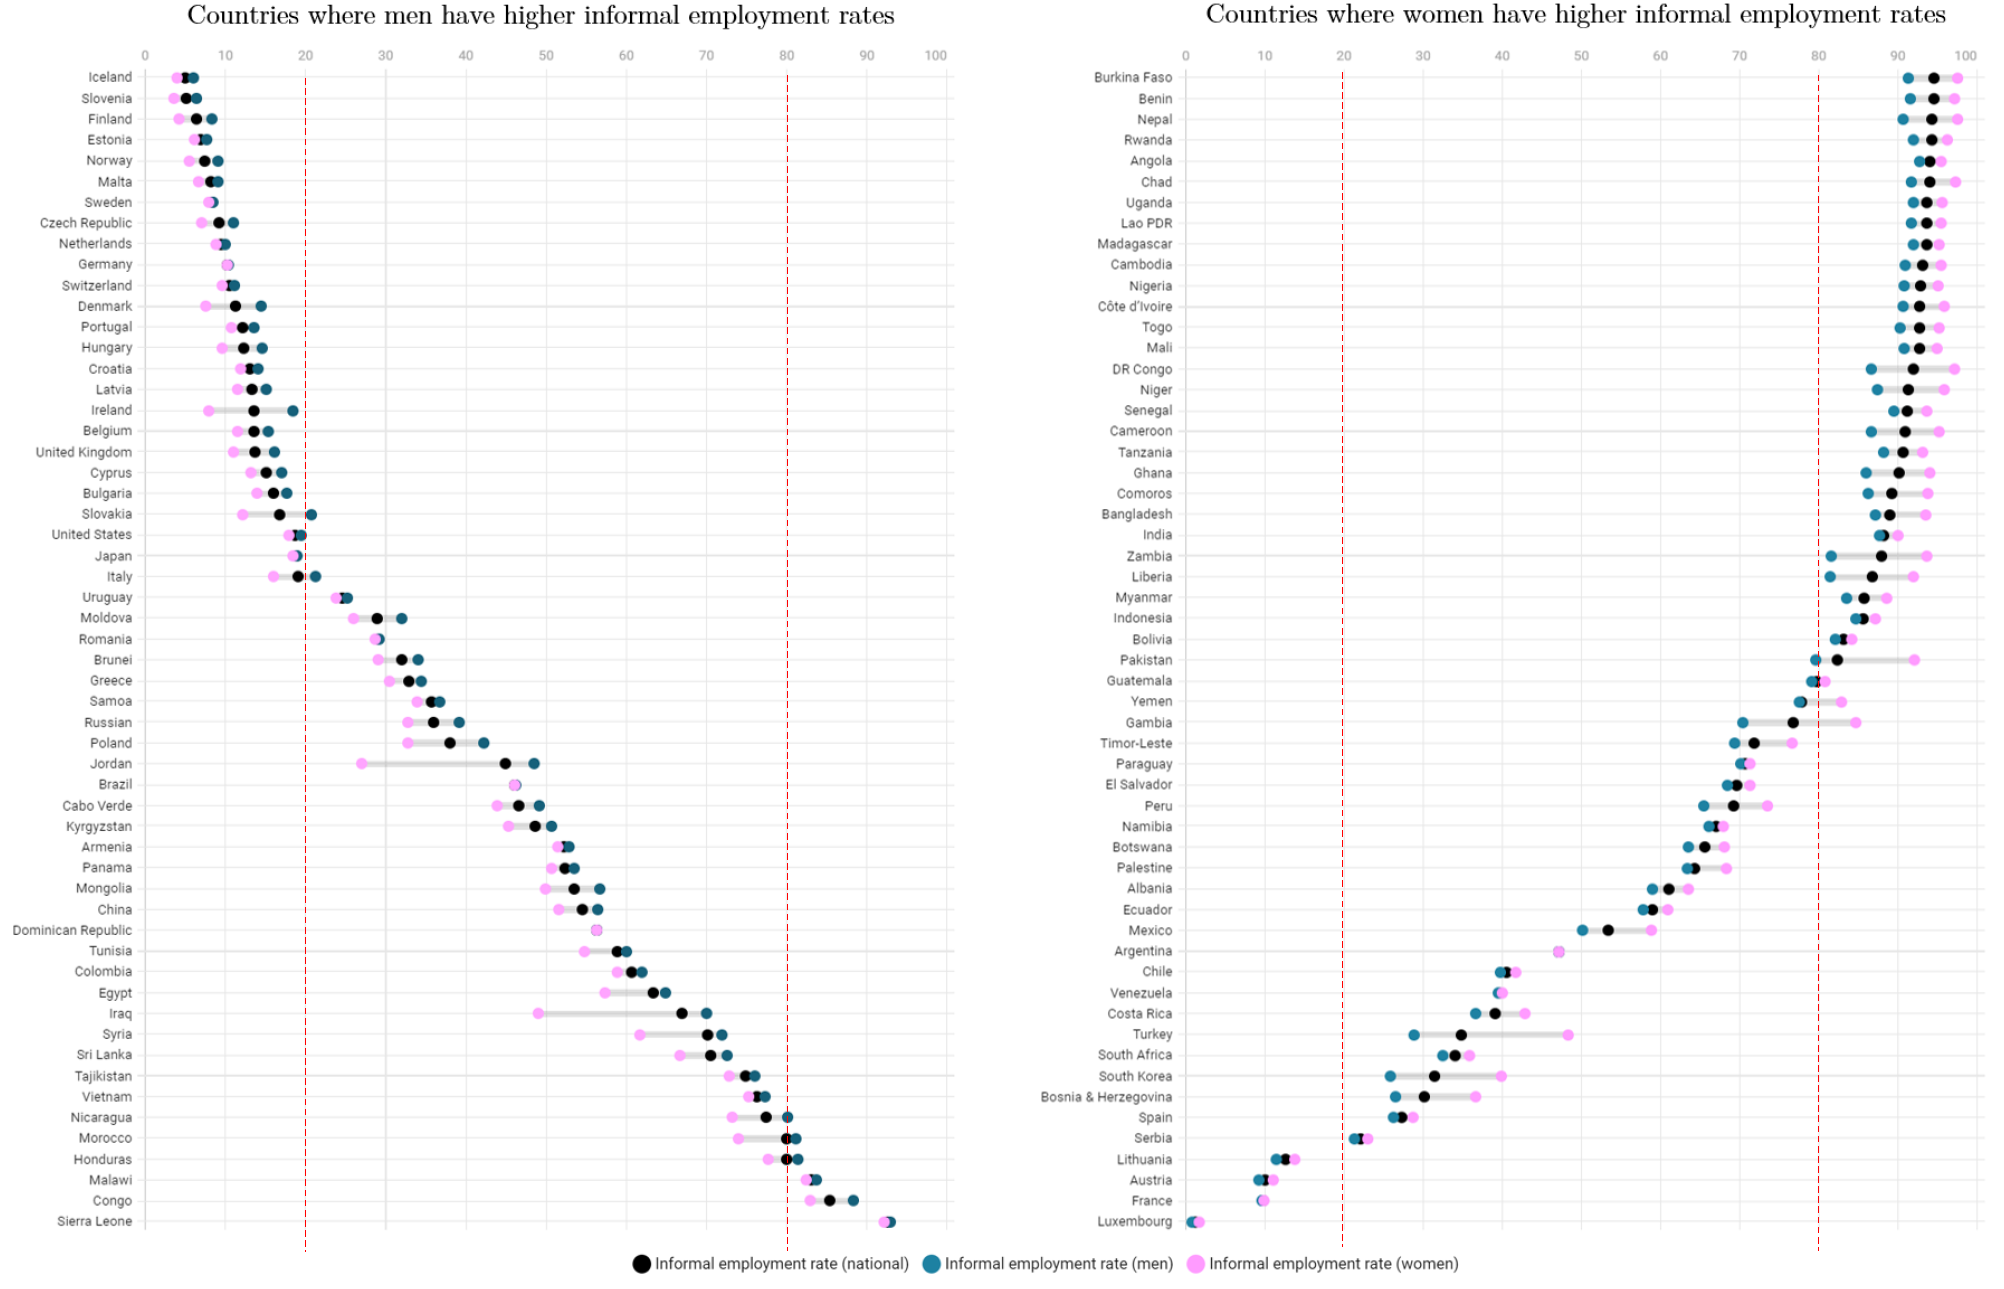 Countries where men have higher informal employment rates
0 10 20 30 40 50 60 70 80 90 100
Iceland
Slovenia
Finland
Estonia
Norway
Malta
Sweden
Czech Republic
Netherlands
Germany
Switzerland
Denmark
Portugal
Hungary
Croatia
Latvia
Ireland
Belgium
United Kingdom
Cyprus
Bulgaria
Slovakia
United States
Japan
Italy
Uruguay
Moldova
Romania
Brunei
Greece
Samoa
Russian
Poland
Jordan
Brazil
Cabo Verde
Kyrgyzstan
Armenia
Panama
Mongolia
China
Dominican Republic
Tunisia
Colombia
Egypt
Iraq
Syria
Sri Lanka
Tajikistan
Vietnam
Nicaragua
Morocco
Honduras
Malawi
Congo
Sierra Leone
Countries where women have higher informal employment rates
0 10 20 30 40 50 60 70 80 90 100
Burkina Faso
Benin
Nepal
Rwanda
Angola
Chad
Uganda
Lao PDR
Madagascar
Cambodia
Nigeria
Côte d'Ivoire
Togo
Mali
DR Congo
Niger
Senegal
Cameroon
Tanzania
Ghana
Comoros
Bangladesh
India
Zambia
Liberia
Myanmar
Indonesia
Bolivia
Pakistan
Guatemala
Yemen
Gambia
Timor-Leste
Paraguay
El Salvador
Peru
Namibia
Botswana
Palestine
Albania
Ecuador
Mexico
Argentina
Chile
Venezuela
Costa Rica
Turkey
South Africa
South Korea
Bosnia & Herzegovina
Spain
Serbia
Lithuania
Austria
France
Luxembourg
Informal employment rate (national) Informal employment rate (men) Informal employment rate (women)